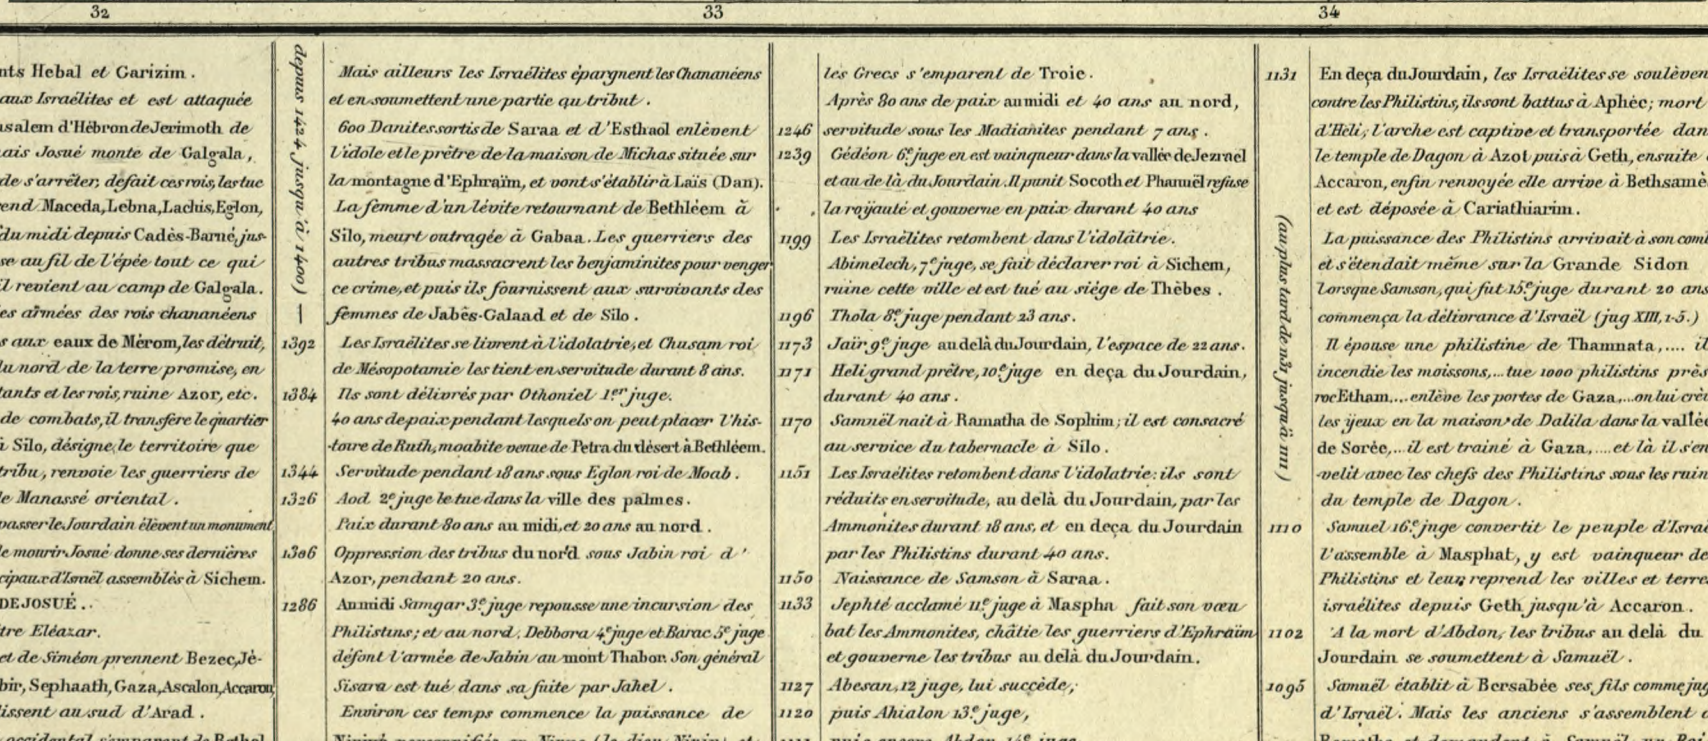 32
33
34
nts Hebal et Garizim.
aux Israélites et est attaquée
usalem d'Hébron de Jerimoth de
ais Josué monte de Galgala,
de s'arrêter, défait ces rois, les tue
end Maceda, Lebna, Lachis, Eglon,
du midi depuis Cadès-Barné, jus-
se au fil de l'épée tout ce qui
il revient au camp de Galgala.
es armées des rois chananéens
s aux eaux de Mérom, les détruit,
du nord de la terre promise, en
tants et les rois, ruine Azor, etc.
de combats, il transfère le quartier
à Silo, désigne le territoire que
tribu, renvoie les guerriers de
le Manassé oriental.
passer le Jourdain élèvent un monument
le mourir Josué donne ses dernières
cipaux d'Israël assemblés à Sichem.
DE JOSUÉ..
tre Eléazar.
et de Siméon prennent Bezec, Jé-
bir, Sephaath, Gaza, Ascalon, Accaron
lissent au sud d'Arad.
occidental s'emparent de Bethel
depuis 1424 jusqu'à 1400) —
Mais ailleurs les Israélites épargnent les Chananéens
et en soumettent une partie qu tribut.
600 Danites sortis de Saraa et d'Esthaol enlèvent
l'idole et le prêtre de la maison de Michas située sur
la montagne d'Ephraïm, et vont s'établir à Laïs (Dan).
La femme d'un lévite retournant de Bethléem à
Silo, meurt outragée à Gabaa. Les guerriers des
autres tribus massacrent les benjaminites pour venger
ce crime, et puis ils fournissent aux survivants des
femmes de Jabès-Galaad et de Silo.
1392 Les Israélites se livrent à l'idolatrie, et Chusam roi
de Mésopotamie les tient en servitude durant 8 ans.
1384 Ils sont délivrés par Othoniel 1er juge.
40 ans de paix pendant lesquels on peut placer l'his-
-toire de Ruth, moabite venue de Petra du désert à Bethléem.
1344 Servitude pendant 18 ans sous Eglon roi de Moab.
1326 Aod 2e juge le tue dans la ville des palmes.
Paix durant 80 ans au midi, et 20 ans au nord.
1306 Oppression des tribus du nord sous Jabin roi d'
Azor, pendant 20 ans.
1286 Au midi Samgar 3e juge repousse une incursion des
Philistins; et au nord, Debbora 4e juge et Barac 5e juge
défont l'armée de Jabin au mont Thabor. Son général
Sisara est tué dans sa fuite par Jahel.
Environ ces temps commence la puissance de
les Grecs s'emparent de Troie.
Après 80 ans de paix au midi et 40 ans au nord,
1246 servitude sous les Madianites pendant 7 ans.
1239 Gédéon 6e juge en est vainqueur dans la vallée de Jezrael
et au de là du Jourdain. Il punit Socoth et Phanuël refuse
la royauté et gouverne en paix durant 40 ans
1199 Les Israélites retombent dans l'idolâtrie.
Abimelech, 7e juge, se fait déclarer roi à Sichem,
ruine cette ville et est tué au siége de Thèbes.
1196 Thola 8e juge pendant 23 ans.
1173 Jaïr 9e juge au delà du Jourdain, l'espace de 22 ans.
1171 Heli grand prêtre, 10e juge en deça du Jourdain,
durant 40 ans.
1170 Samuël nait à Ramatha de Sophim; il est consacré
au service du tabernacle à Silo.
1151 Les Israélites retombent dans l'idolatrie: ils sont
réduits en servitude, au delà du Jourdain, par les
Ammonites durant 18 ans, et en deça du Jourdain
par les Philistins durant 40 ans.
1150 Naissance de Samson à Saraa.
1133 Jephté acclamé 11e juge à Maspha fait son vœu
bat les Ammonites, châtie les guerriers d'Ephraïm
et gouverne les tribus au delà du Jourdain.
1127 Abesan, 12 juge, lui succède;
1120 puis Ahialon 13e juge,
puis encore Abdon 14e juge
(au plus tard de 1131 jusqu'à 1111)
1131 En deça du Jourdain, les Israélites se soulèven
contre les Philistins, ils sont battus à Aphèc; mort
d'Héli; l'arche est captive et transportée dan
le temple de Dagon à Azot puis à Geth, ensuite
Accaron, enfin renvoyée elle arrive à Bethsamè
et est déposée à Cariathiarim.
La puissance des Philistins arrivait à son com
et s'étendait même sur la Grande Sidon
lorsque Samson, qui fut 15e juge durant 20 ans
commença la délivrance d'Israël (jug XIII, 1-5.)
Il épouse une philistine de Thamnata,.... il
incendie les moissons,... tue 1000 philistins près
roc Etham,... enlève les portes de Gaza,... on lui crè
les yeux en la maison de Dalila dans la vallée
de Sorée,... il est trainé à Gaza,.... et là il s'en
-velit avec les chefs des Philistins sous les ruin
du temple de Dagon.
1110 Samuel 16e juge convertit le peuple d'Israë
l'assemble à Masphat, y est vainqueur de
Philistins et leur reprend les villes et terre
israélites depuis Geth jusqu'à Accaron.
1102 A la mort d'Abdon, les tribus au delà du
Jourdain se soumettent à Samuël.
1095 Samuël établit à Bersabée ses fils comme jug
d'Israël. Mais les anciens s'assemblent